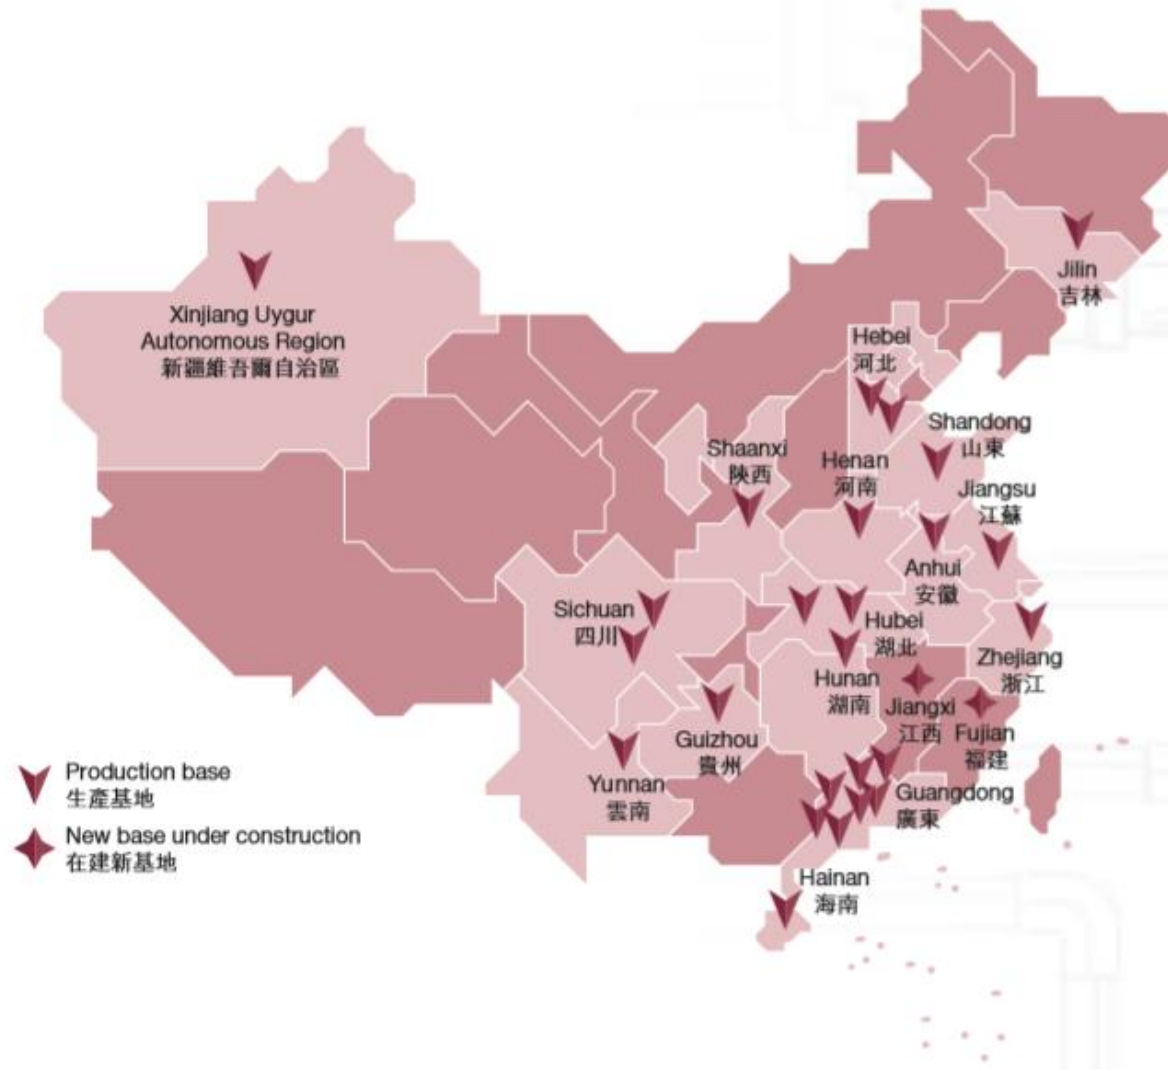 Jilin
吉林
Xinjiang Uygur
Autonomous Region
新疆維吾爾自治區
Hebei
河北
Shandong
山東
Shaanxi
陝西
Henan
河南
Jiangsu
江蘇
Anhui
安徽
Sichuan
四川
Hubei
湖北
Zhejiang
浙江
Hunan
湖南
Jiangxi
江西
Fujian
福建
Guizhou
貴州
Yunnan
雲南
Guangdong
廣東
Hainan
海南
Production base
生產基地
New base under construction
在建新基地